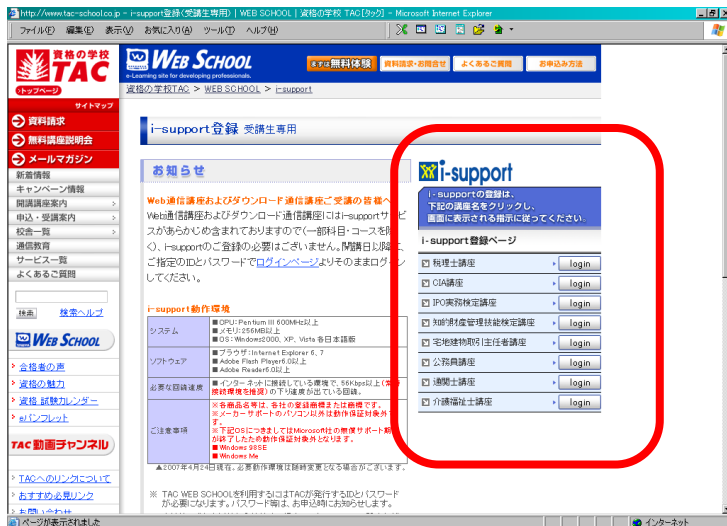 http://www.tac-school.co.jp - i-support登録(受講生専用) | WEB SCHOOL | 資格の学校 TAC[タック] - Microsoft Internet Explorer
ファイル(F) 編集(E) 表示(V) お気に入り(A) ツール(T) ヘルプ(H)
資格の学校
TAC
トップページ
サイトマップ
資料請求
無料講座説明会
メールマガジン
新着情報
キャンペーン情報
開講講座案内
申込・受講案内
校舎一覧
通信教育
サービス一覧
よくあるご質問
検索 検索ヘルプ
WEB SCHOOL
合格者の声
資格の魅力
資格 試験カレンダー
eパンフレット
TAC動画チャンネル
TACへのリンクについて
おすすめ必見リンク
お問い合わせ
WEB SCHOOL
e-Learning site for developing professionals.
まずは無料体験 資料請求・お問合せ よくあるご質問 お申込み方法
資格の学校TAC > WEB SCHOOL > i-support
i-support登録 受講生専用
お知らせ
Web通信講座およびダウンロード通信講座ご受講の皆様へ
Web通信講座およびダウンロード通信講座にはi-supportサービ
スがあらかじめ含まれておりますので(一部科目・コースを除
く)、i-supportのご登録の必要はございません。開講日以降に、
ご指定のIDとパスワードでログインページよりそのままログイン
してください。
i-support動作環境
システム
■CPU:Pentium III 600MHz以上
■メモリ:256MB以上
■OS:Windows2000、XP、Vista 各日本語版
ソフトウェア
■ブラウザ:Internet Explorer 6、7
■Adobe Flash Player6.0以上
■Adobe Reader6.0以上
必要な回線速度
■インターネットに接続している環境で、56Kbps以上(常時
接続環境を推奨)の下り速度が出ている回線。
ご注意事項
※各商品名等は、各社の登録商標または商標です。
※メーカーサポートのパソコン以外は動作保証対象外で
す。
※下記OSにつきましてはMicrosoft社の無償サポート期
が終了したため動作保証対象外となります。
■Windows 98SE
■Windows Me
▲2007年4月24日現在。必要動作環境は随時変更となる場合がございます。
※ TAC WEB SCHOOLを利用するにはTACが発行するIDとパスワード
が必要になります。パスワード等は、お申込時にお知らせします。
i-support
i-supportの登録は、
下記の講座名をクリックし、
画面に表示される指示に従ってください。
i-support登録ページ
税理士講座 login
CIA講座 login
IPO実務検定講座 login
知的財産管理技能検定講座 login
宅地建物取引主任者講座 login
公務員講座 login
通関士講座 login
介護福祉士講座 login
ページが表示されました インターネット